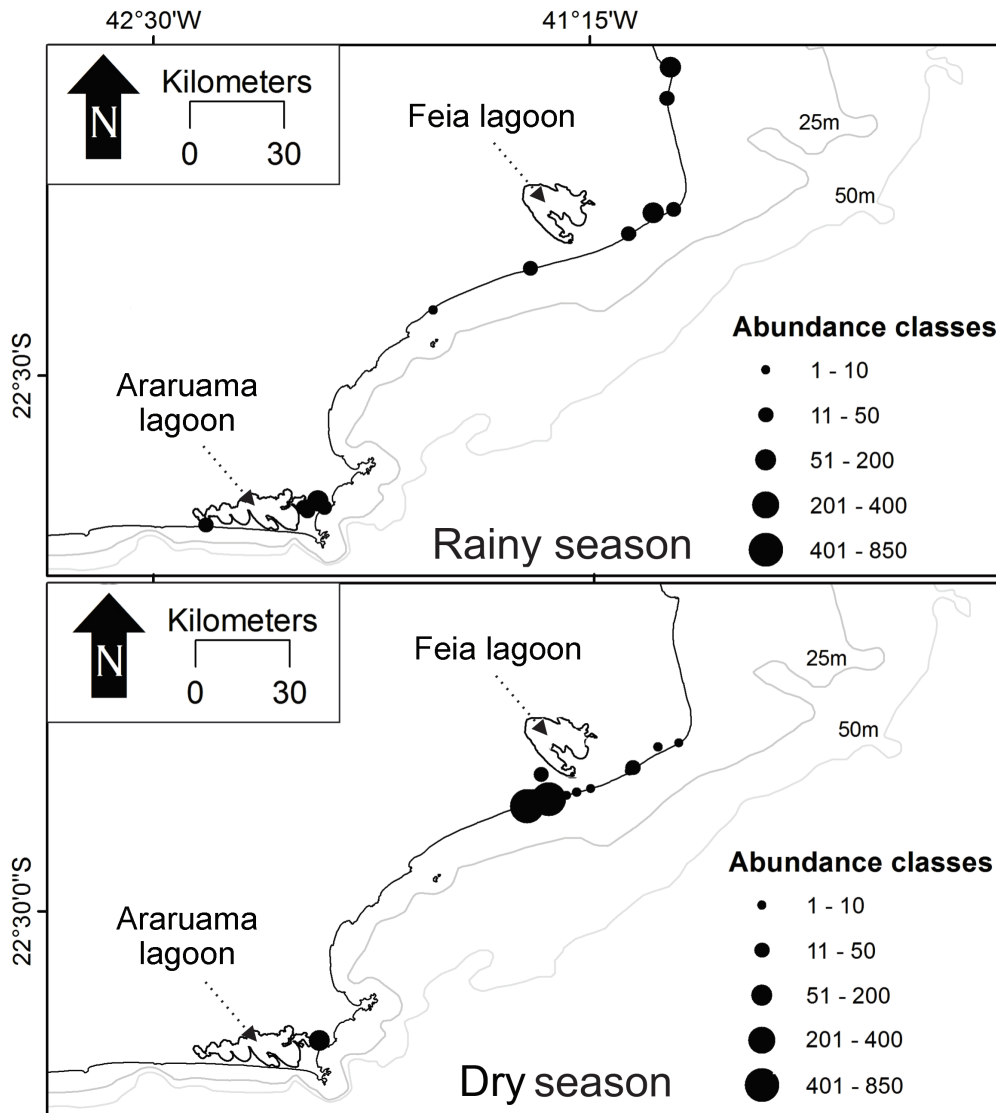 42°30'W
41°15'W
N
Kilometers
0
30
Feia lagoon
25m
50m
22°30'S
Araruama
lagoon
Abundance classes
1 - 10
11 - 50
51 - 200
201 - 400
401 - 850
Rainy season
N
Kilometers
0
30
Feia lagoon
25m
50m
22°30'0"S
Araruama
lagoon
Abundance classes
1 - 10
11 - 50
51 - 200
201 - 400
401 - 850
Dry season